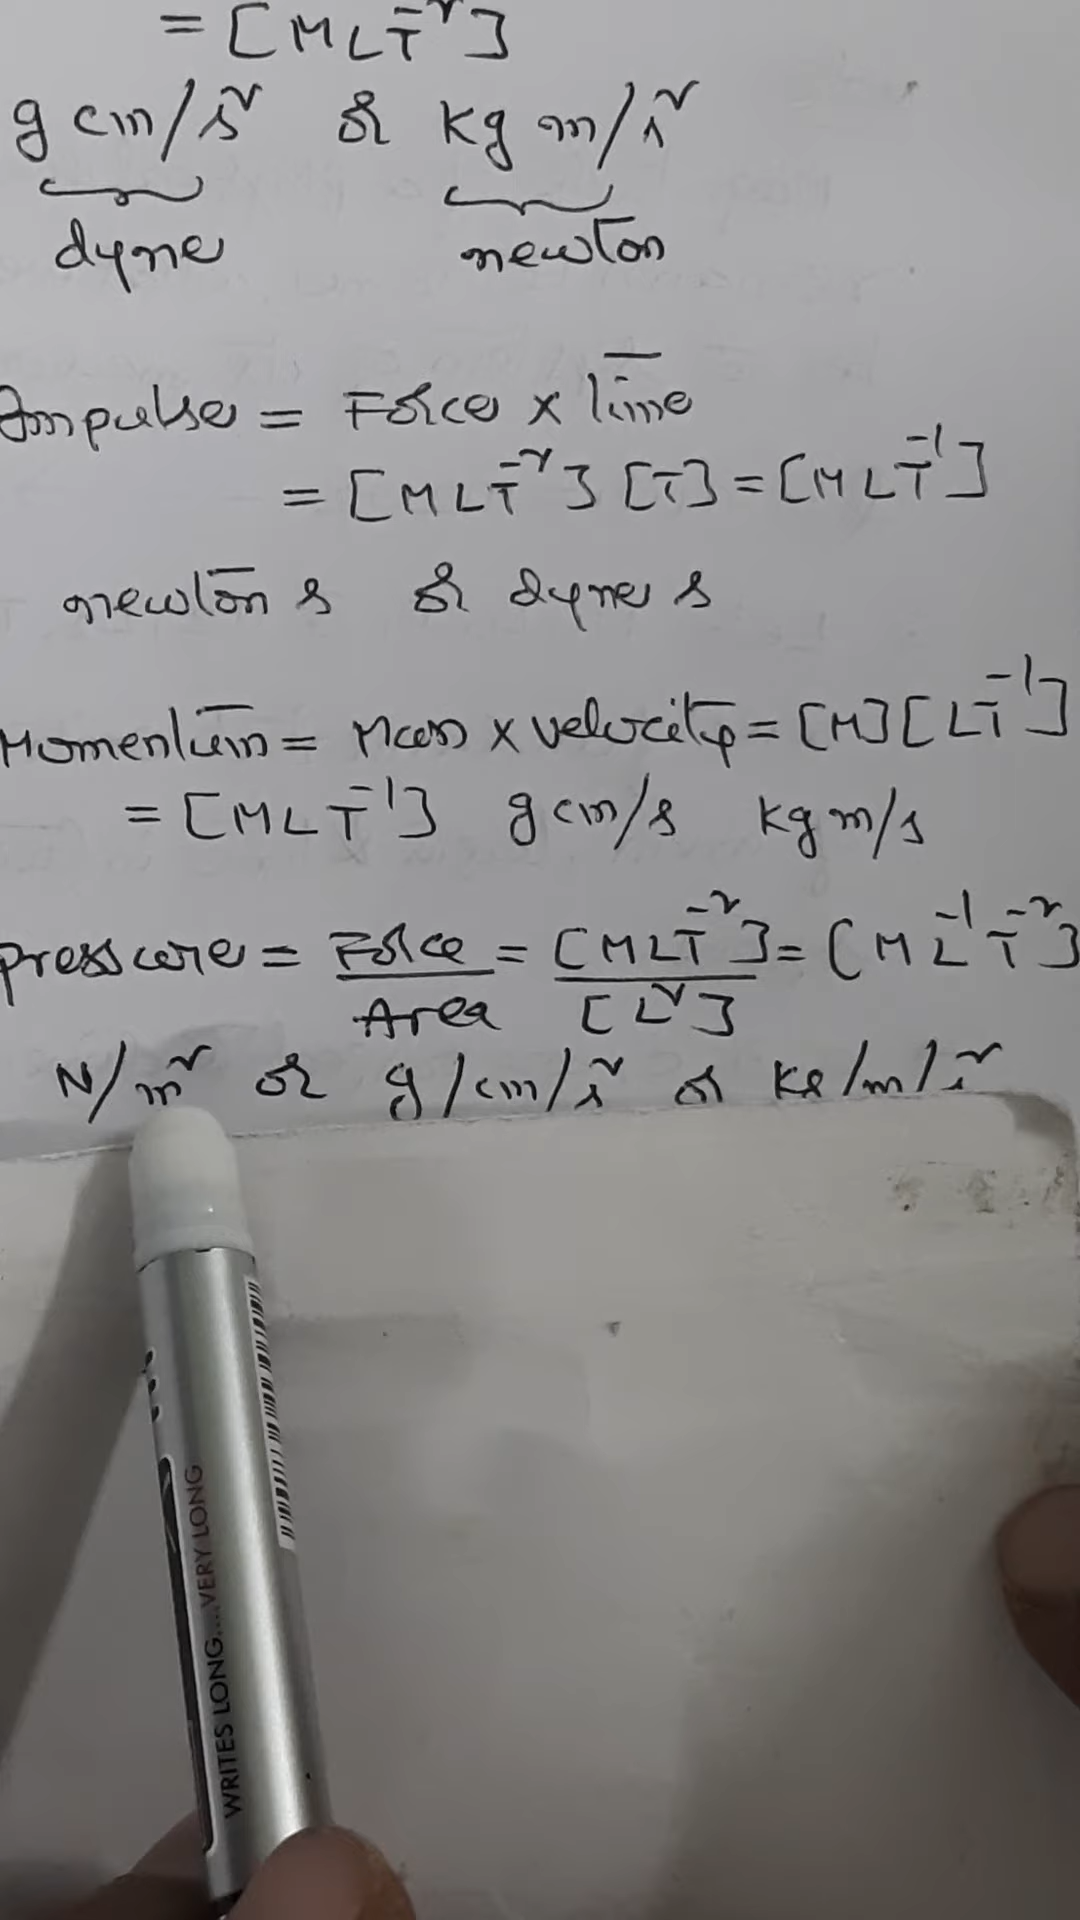 = [MLT⁻²]
g cm/s² or kg m/s²
dyne newton
Impulse = Force x time
= [MLT⁻²] [T] = [MLT⁻¹]
newton s or dyne s
Momentum = Mass x velocity = [M][LT⁻¹]
= [MLT⁻¹] g cm/s kg m/s
pressure = Force/Area = [MLT⁻²]/[L²] = [ML⁻¹T⁻²]
N/m² or g/cm/s² or kg/m/s²
WRITES LONG...VERY LONG